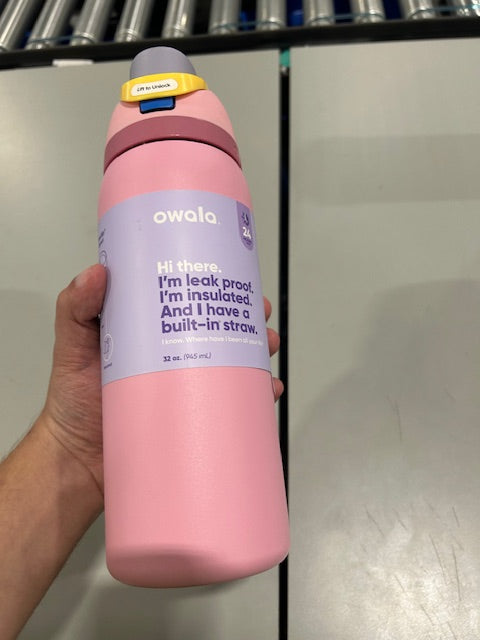 Lift to Unlock
owala
24
Hi there.
I'm leak proof.
I'm insulated.
And I have a
built-in straw.
I know. Where have i been all your
32 oz. (945 mL)